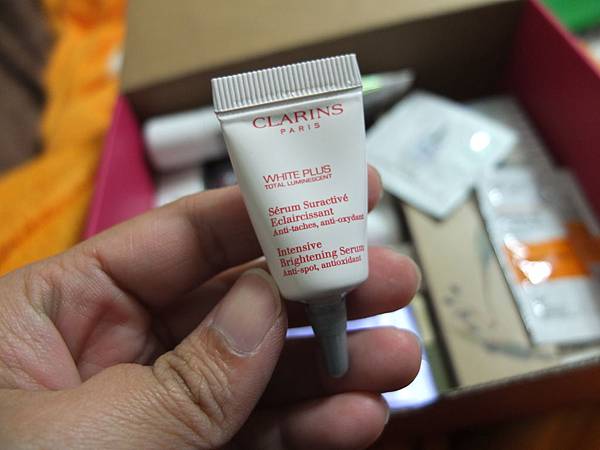 CLARINS
PARIS
WHITE PLUS
TOTAL LUMINESCENT
Sérum Suractivé
Eclaircissant
Anti-taches, anti-oxydant
Intensive
Brightening Serum
Anti-spot, antioxidant